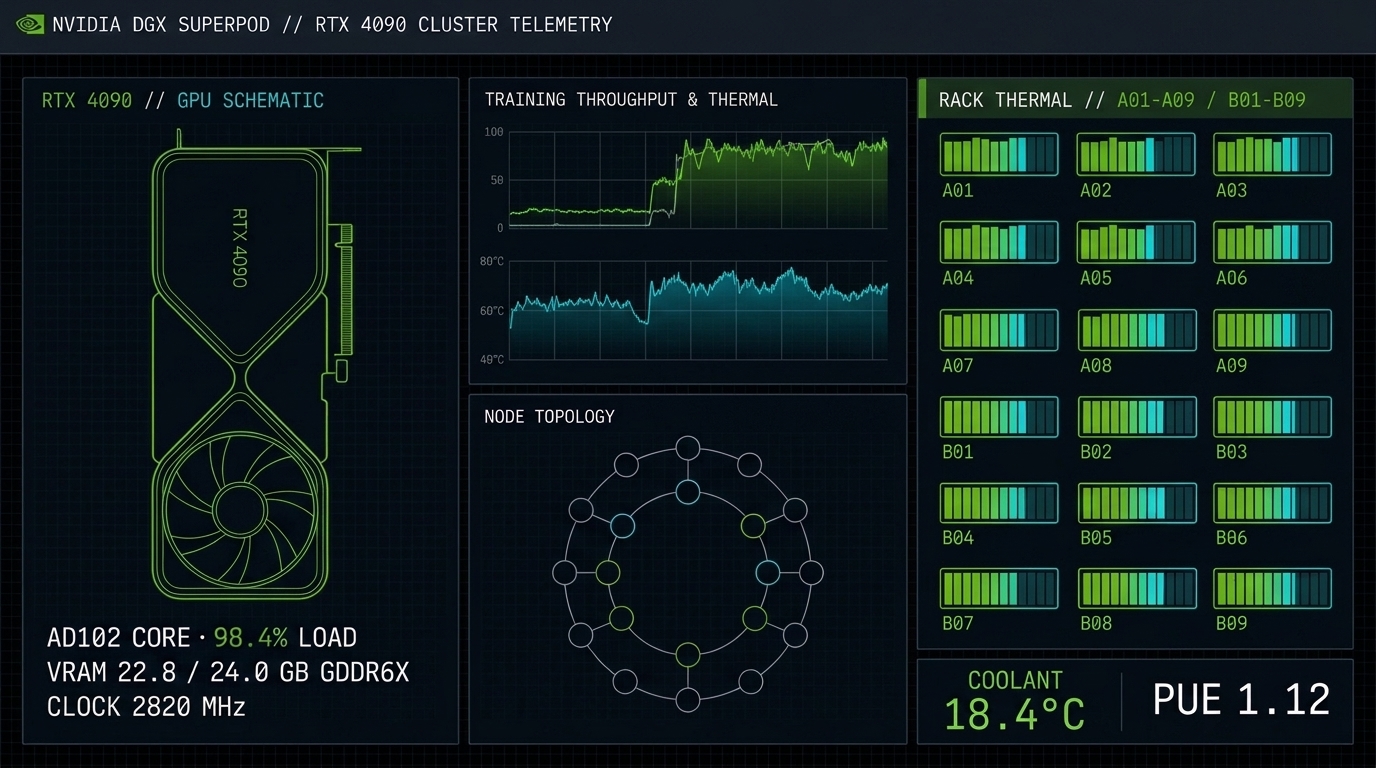 NVIDIA DGX SUPERPOD // RTX 4090 CLUSTER TELEMETRY
RTX 4090 // GPU SCHEMATIC
RTX 4090
AD102 CORE · 98.4% LOAD
VRAM 22.8 / 24.0 GB GDDR6X
CLOCK 2820 MHz
TRAINING THROUGHPUT & THERMAL
100
50
0
80°C
60°C
40°C
NODE TOPOLOGY
RACK THERMAL // A01-A09 / B01-B09
A01 A02 A03
A04 A05 A06
A07 A08 A09
B01 B02 B03
B04 B05 B06
B07 B08 B09
COOLANT
18.4°C
PUE 1.12